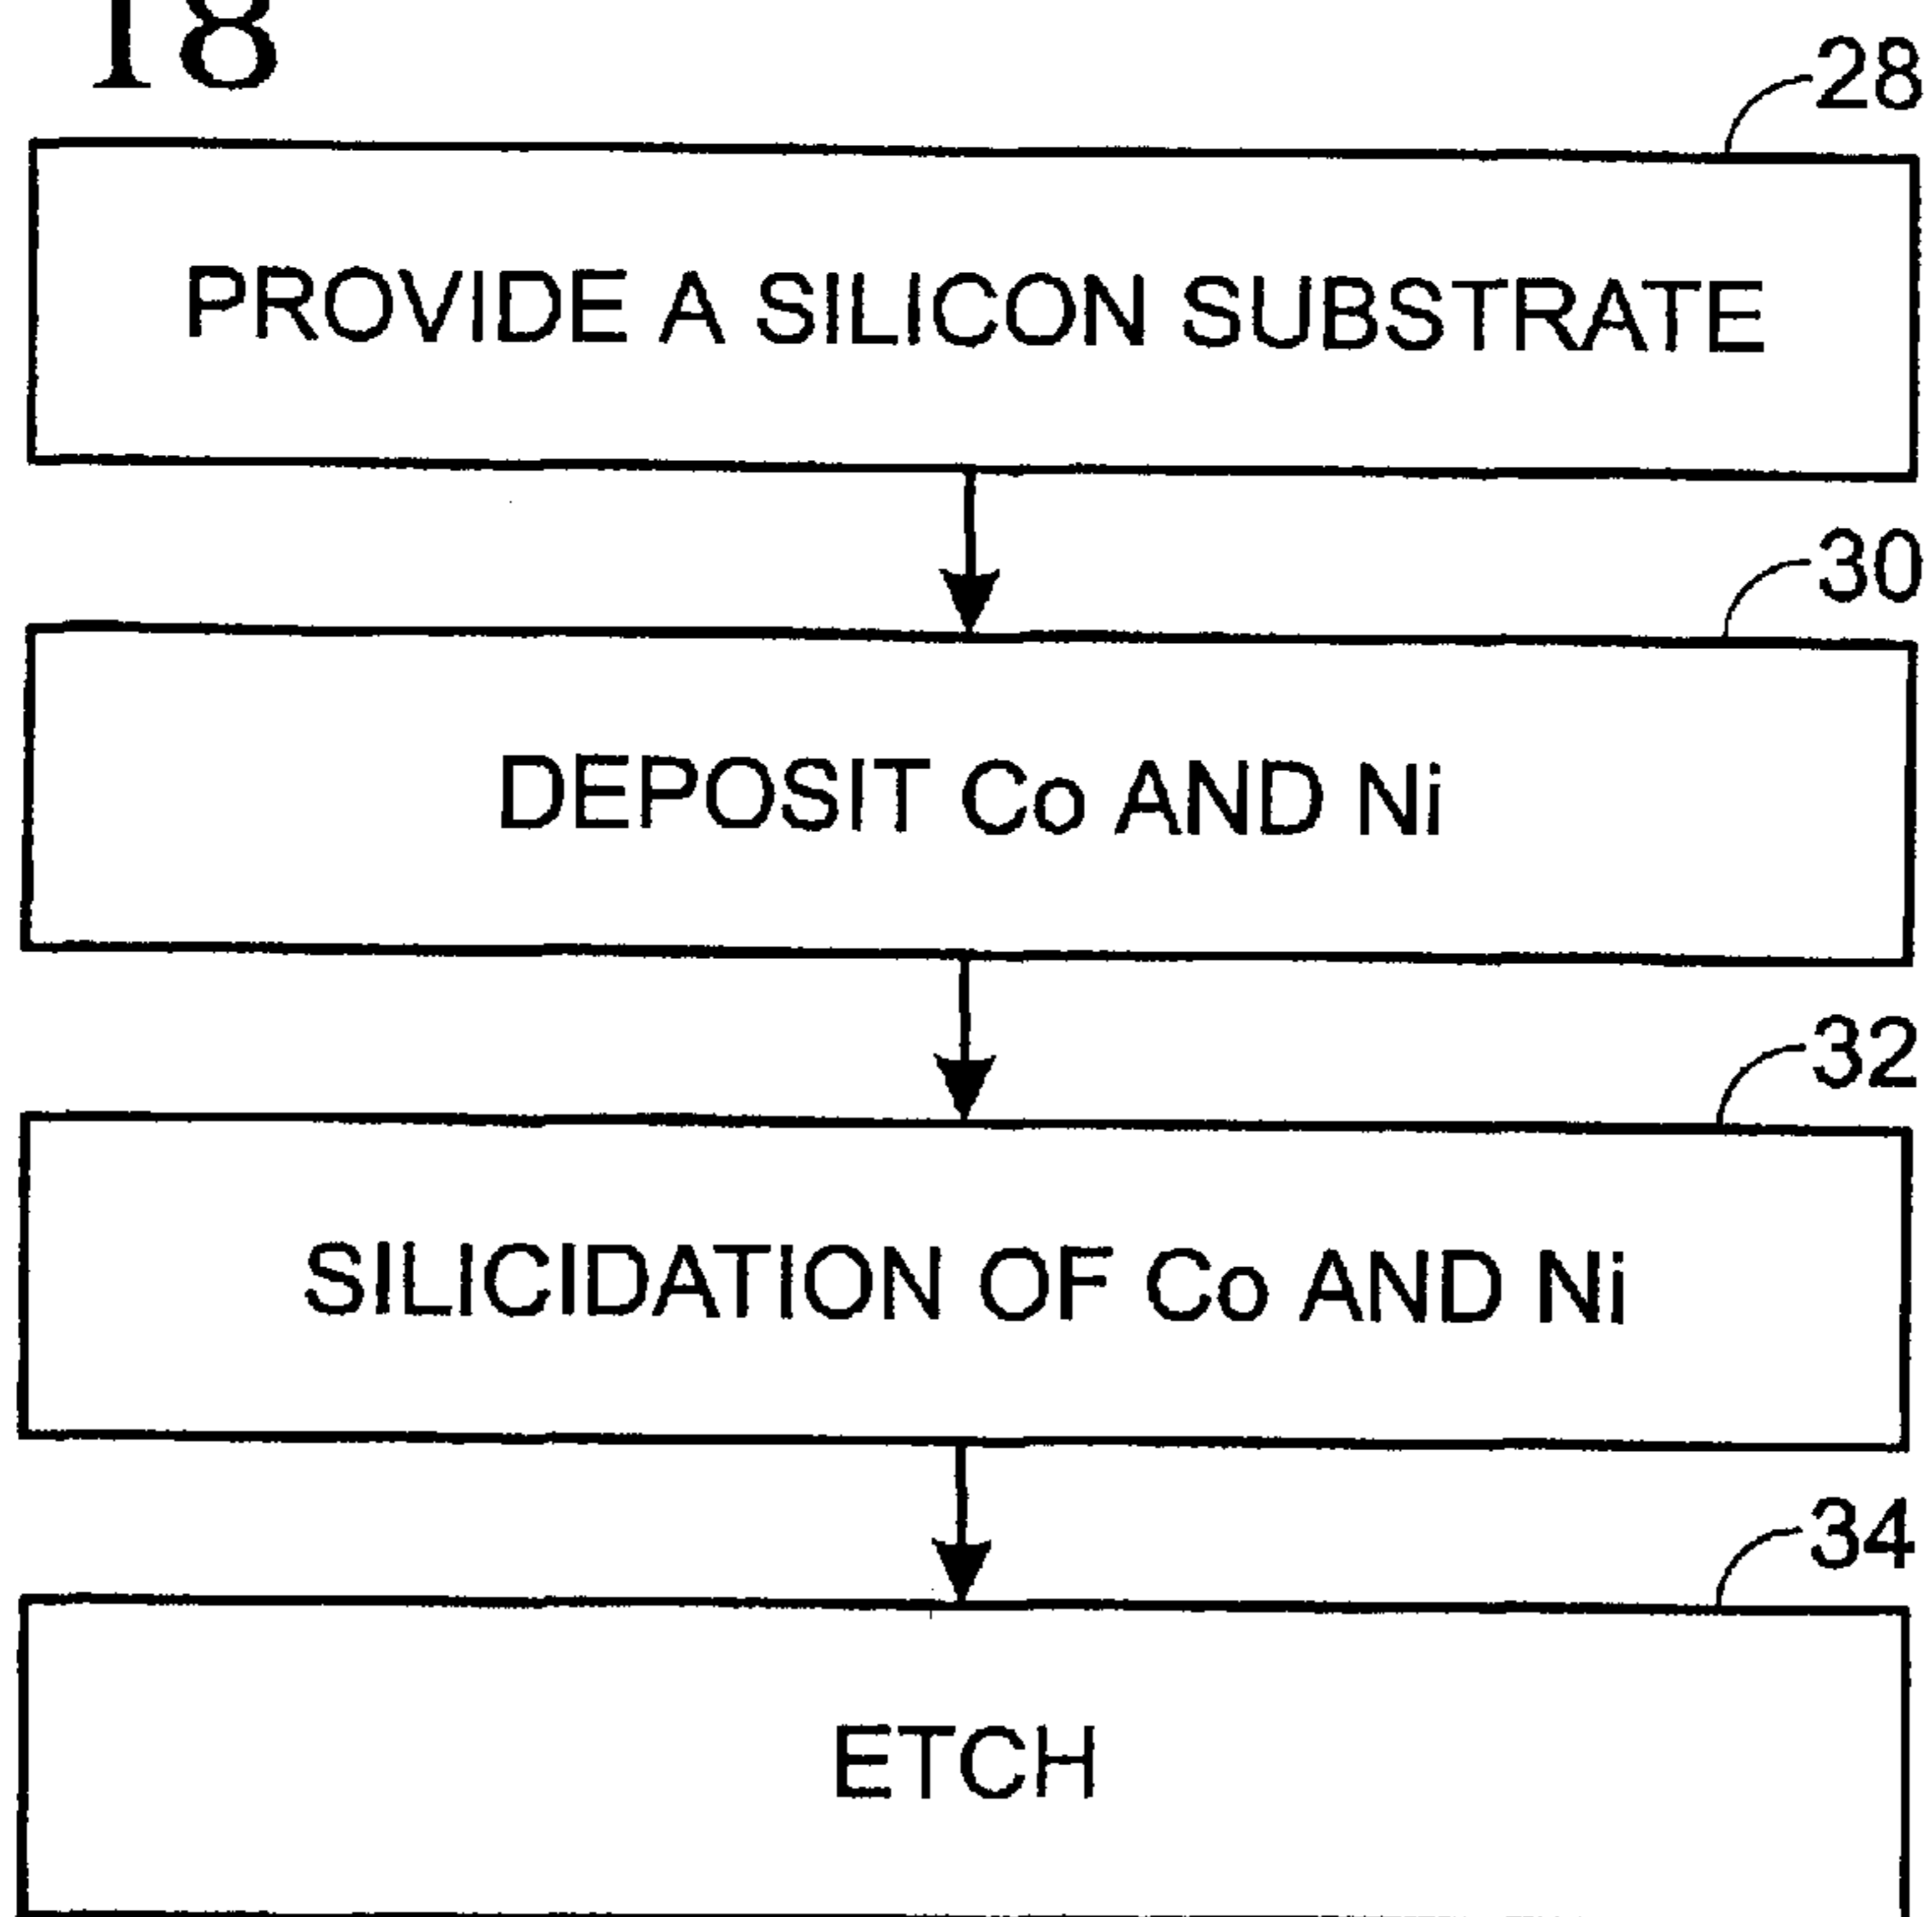 18
28
PROVIDE A SILICON SUBSTRATE
30
DEPOSIT Co AND Ni
32
SILICIDATION OF Co AND Ni
34
ETCH